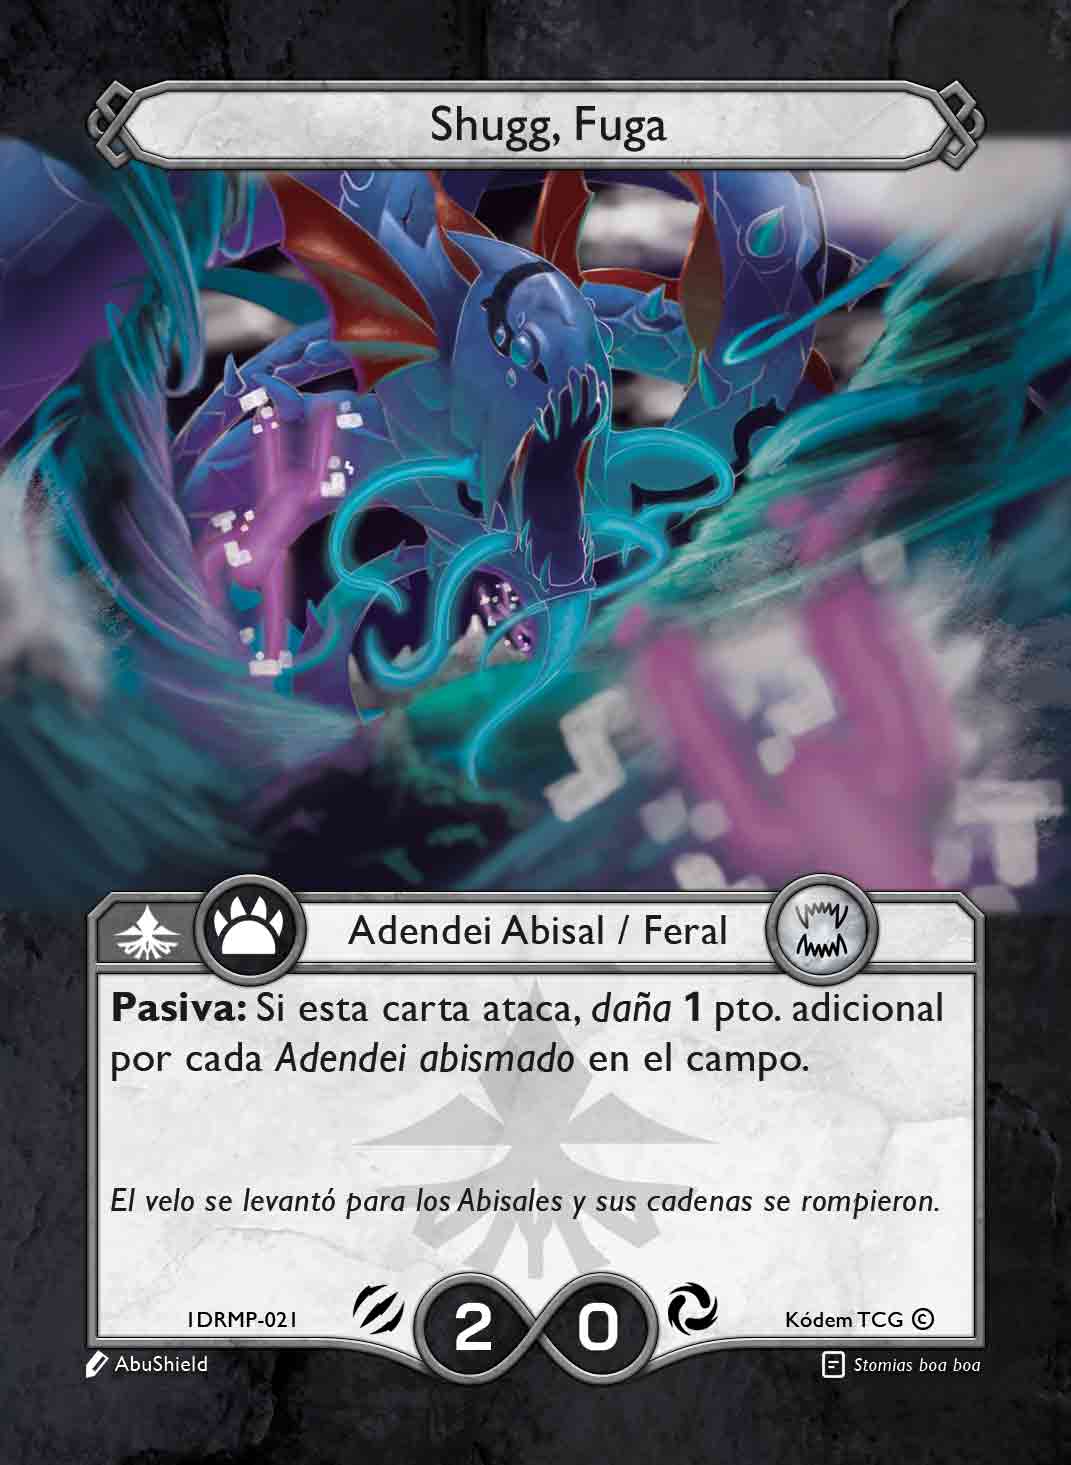 Shugg, Fuga
Adendei Abisal / Feral
Pasiva: Si esta carta ataca, daña 1 pto. adicional
por cada Adendei abismado en el campo.
El velo se levantó para los Abisales y sus cadenas se rompieron.
2 0
1DRMP-021
Kódem TCG ©
AbuShield
Stomias boa boa